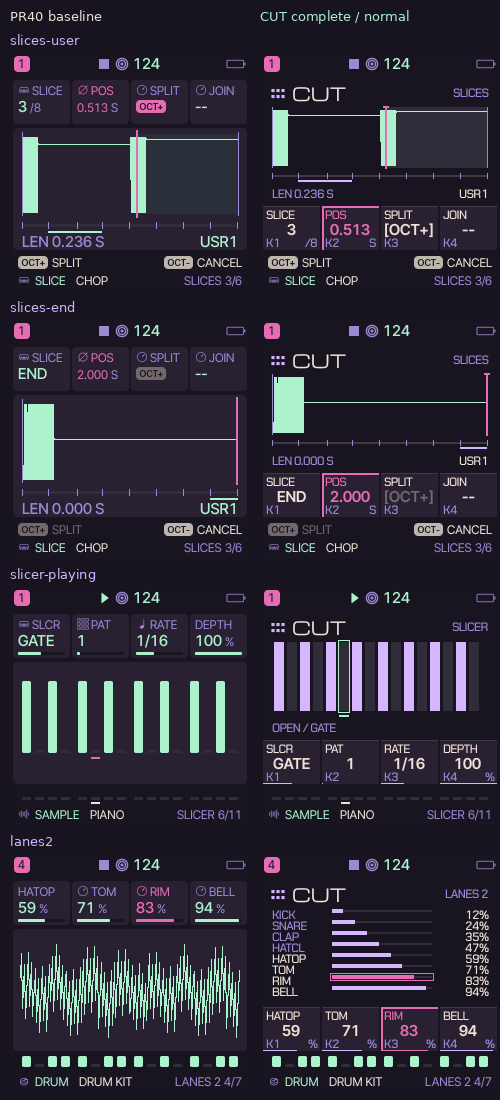 PR40 baseline
CUT complete / normal
slices-user
1 124
SLICE POS SPLIT JOIN
3 /8 0.513 S OCT+ --
LEN 0.236 S USR1
OCT+ SPLIT OCT- CANCEL
SLICE CHOP SLICES 3/6
1 124
CUT SLICES
LEN 0.236 S USR1
SLICE POS SPLIT JOIN
3 0.513 [OCT+] --
K1 /8 K2 S K3 K4
OCT+ SPLIT OCT- CANCEL
SLICE CHOP SLICES 3/6
slices-end
1 124
SLICE POS SPLIT JOIN
END 2.000 S OCT+ --
LEN 0.000 S USR1
OCT+ SPLIT OCT- CANCEL
SLICE CHOP SLICES 3/6
1 124
CUT SLICES
LEN 0.000 S USR1
SLICE POS SPLIT JOIN
END 2.000 [OCT+] --
K1 K2 S K3 K4
OCT+ SPLIT OCT- CANCEL
SLICE CHOP SLICES 3/6
slicer-playing
1 124
SLCR PAT RATE DEPTH
GATE 1 1/16 100 %
SAMPLE PIANO SLICER 6/11
1 124
CUT SLICER
OPEN / GATE
SLCR PAT RATE DEPTH
GATE 1 1/16 100
K1 K2 K3 K4 %
SAMPLE PIANO SLICER 6/11
lanes2
4 124
HATOP TOM RIM BELL
59 % 71 % 83 % 94 %
DRUM DRUM KIT LANES 2 4/7
4 124
CUT LANES 2
KICK 12%
SNARE 24%
CLAP 35%
HATCL 47%
HATOP 59%
TOM 71%
RIM 83%
BELL 94%
HATOP TOM RIM BELL
59 71 83 94
K1 % K2 % K3 % K4 %
DRUM DRUM KIT LANES 2 4/7